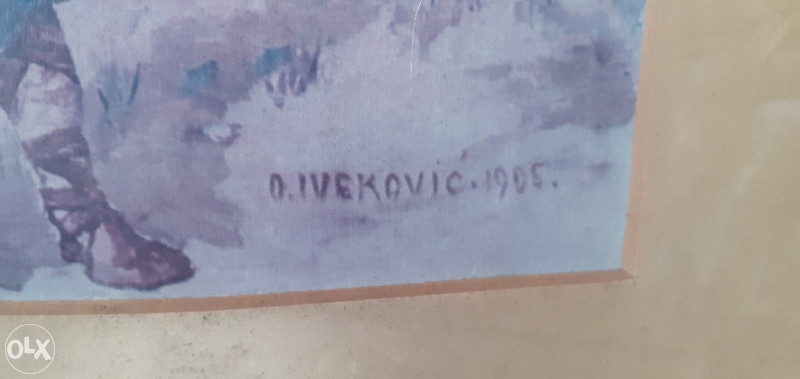 O. IVEKOVIĆ · 1905.
OLX